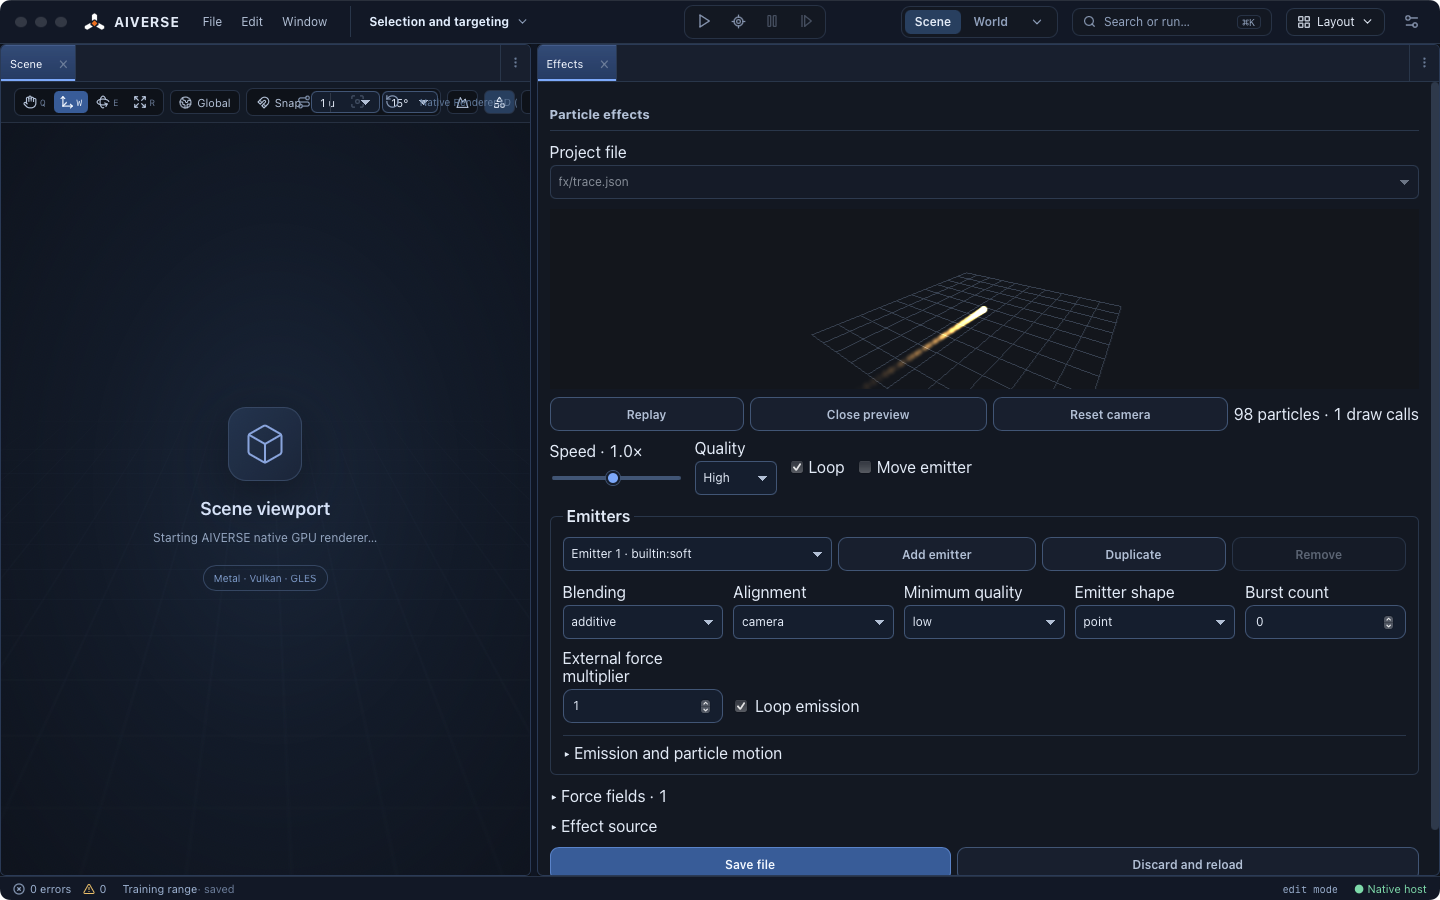 AIVERSE File Edit Window Selection and targeting Scene World Search or run... ⌘K Layout
Scene
Effects
Q W E R Global Snap 1 u 15°
Particle effects
Project file
fx/trace.json
Replay Close preview Reset camera 98 particles · 1 draw calls
Speed · 1.0×
Quality
High
Loop Move emitter
Emitters
Emitter 1 · builtin:soft Add emitter Duplicate Remove
Blending Alignment Minimum quality Emitter shape Burst count
additive camera low point 0
External force
multiplier
1 Loop emission
Emission and particle motion
Force fields · 1
Effect source
Save file Discard and reload
Scene viewport
Starting AIVERSE native GPU renderer...
Metal · Vulkan · GLES
0 errors 0 Training range · saved edit mode Native host